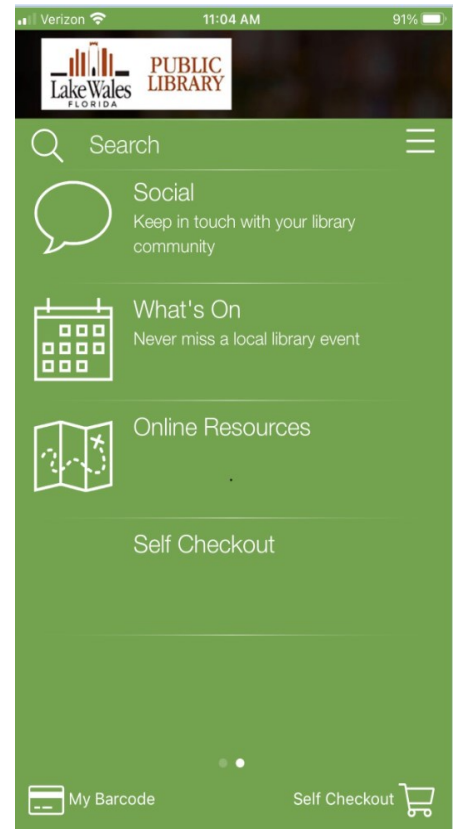 Verizon 11:04 AM 91%
Lake Wales PUBLIC
FLORIDA LIBRARY
Search
Social
Keep in touch with your library
community
What's On
Never miss a local library event
Online Resources
.
Self Checkout
My Barcode Self Checkout